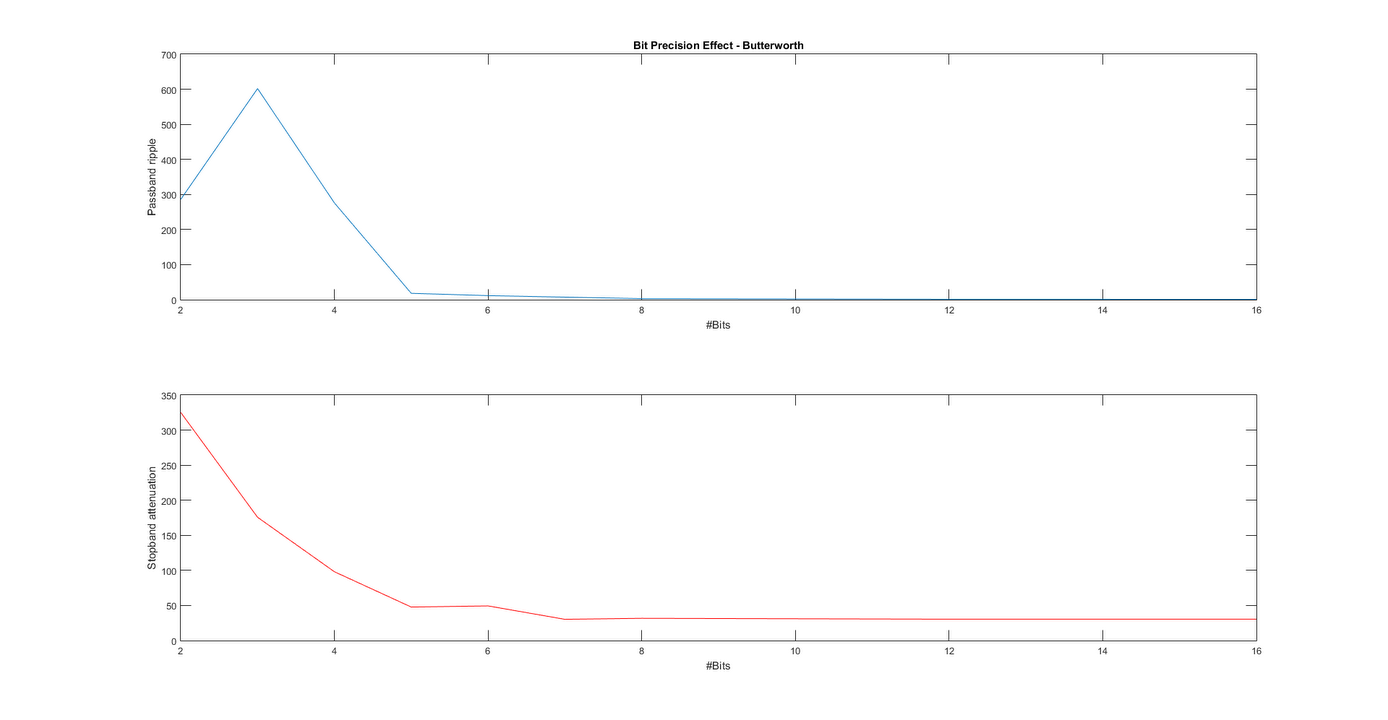 Bit Precision Effect - Butterworth
700
600
500
400
300
200
100
0
Passband ripple
2 4 6 8 10 12 14 16
#Bits
350
300
250
200
150
100
50
0
Stopband attenuation
2 4 6 8 10 12 14 16
#Bits